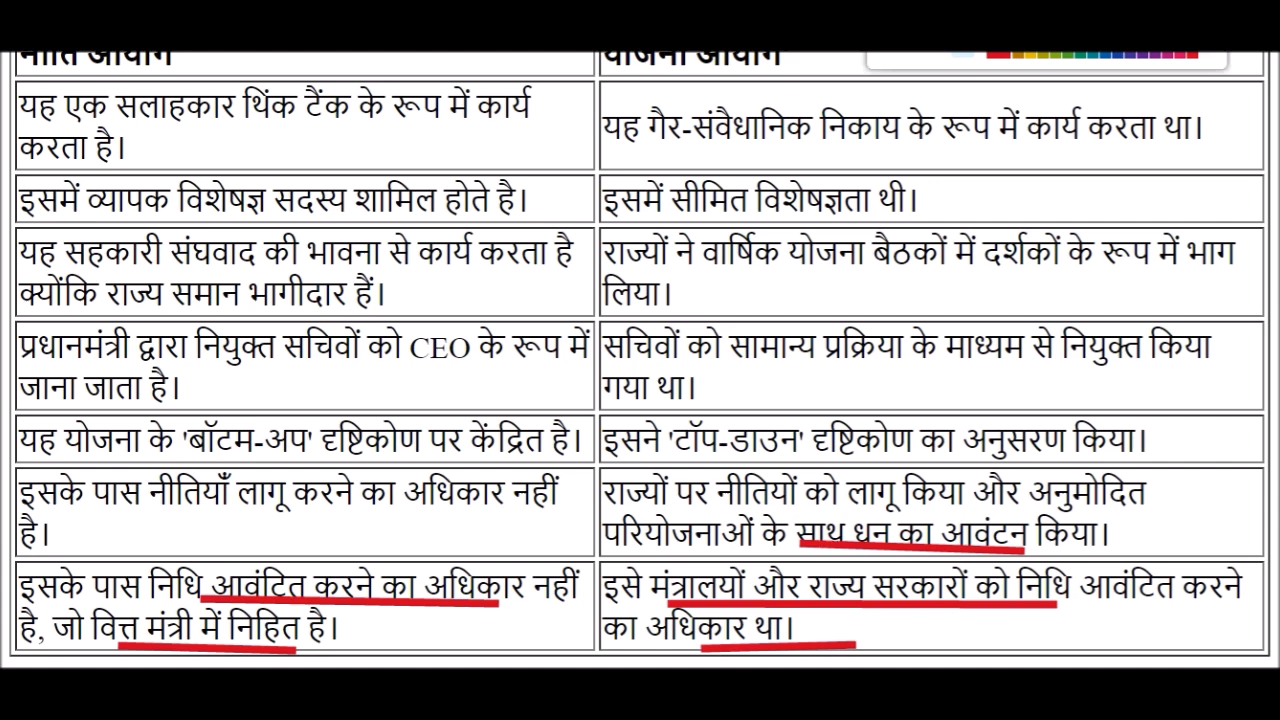 नीति आयोग
योजना आयोग
यह एक सलाहकार थिंक टैंक के रूप में कार्य
करता है।
यह गैर-संवैधानिक निकाय के रूप में कार्य करता था।
इसमें व्यापक विशेषज्ञ सदस्य शामिल होते है।
इसमें सीमित विशेषज्ञता थी।
यह सहकारी संघवाद की भावना से कार्य करता है
क्योंकि राज्य समान भागीदार हैं।
राज्यों ने वार्षिक योजना बैठकों में दर्शकों के रूप में भाग
लिया।
प्रधानमंत्री द्वारा नियुक्त सचिवों को CEO के रूप में
जाना जाता है।
सचिवों को सामान्य प्रक्रिया के माध्यम से नियुक्त किया
गया था।
यह योजना के 'बॉटम-अप' दृष्टिकोण पर केंद्रित है।
इसने 'टॉप-डाउन' दृष्टिकोण का अनुसरण किया।
इसके पास नीतियाँ लागू करने का अधिकार नहीं
है।
राज्यों पर नीतियों को लागू किया और अनुमोदित
परियोजनाओं के साथ धन का आवंटन किया।
इसके पास निधि आवंटित करने का अधिकार नहीं
है, जो वित्त मंत्री में निहित है।
इसे मंत्रालयों और राज्य सरकारों को निधि आवंटित करने
का अधिकार था।